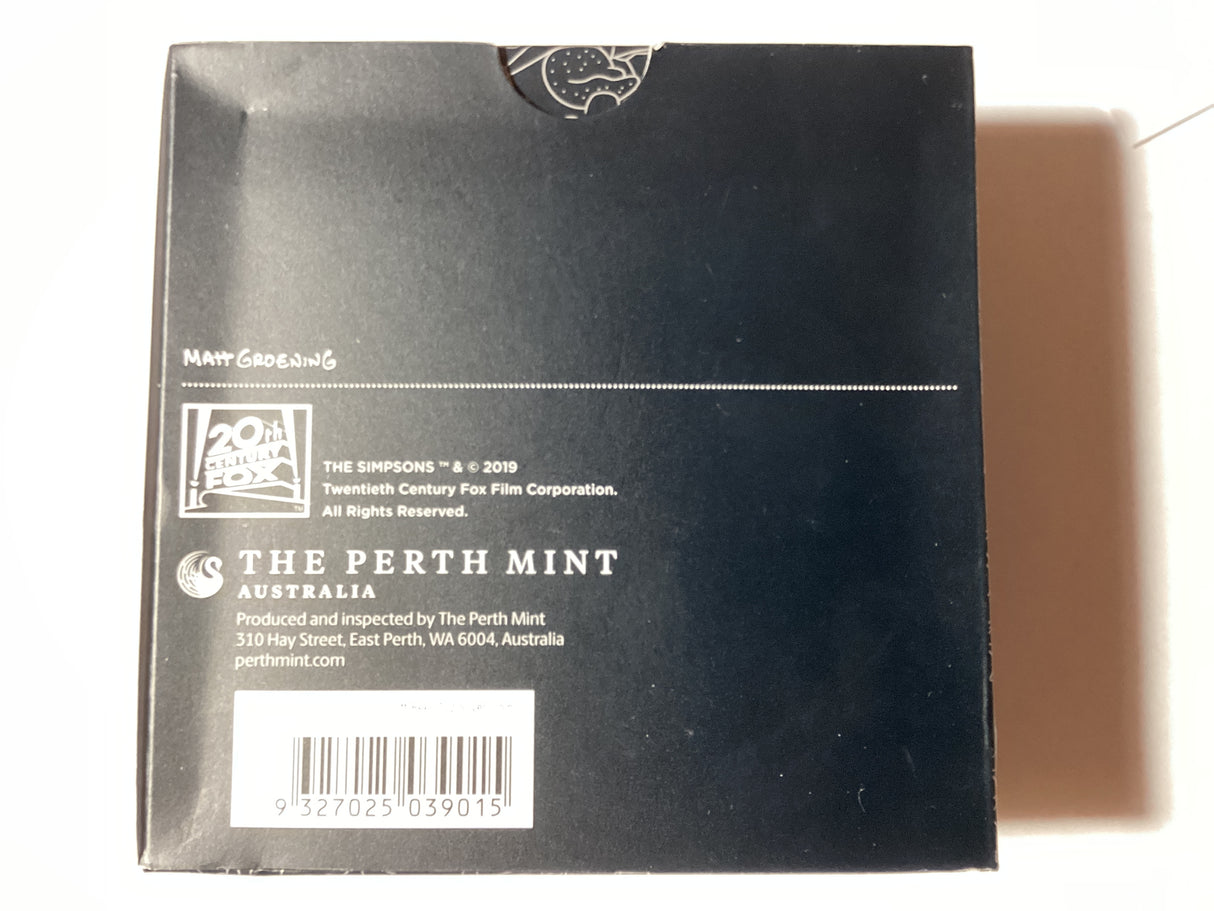 MATT GROENING
20th
CENTURY
FOX
TM
THE SIMPSONS ™ & © 2019
Twentieth Century Fox Film Corporation.
All Rights Reserved.
THE PERTH MINT
AUSTRALIA
Produced and inspected by The Perth Mint
310 Hay Street, East Perth, WA 6004, Australia
perthmint.com
9 327025 039015